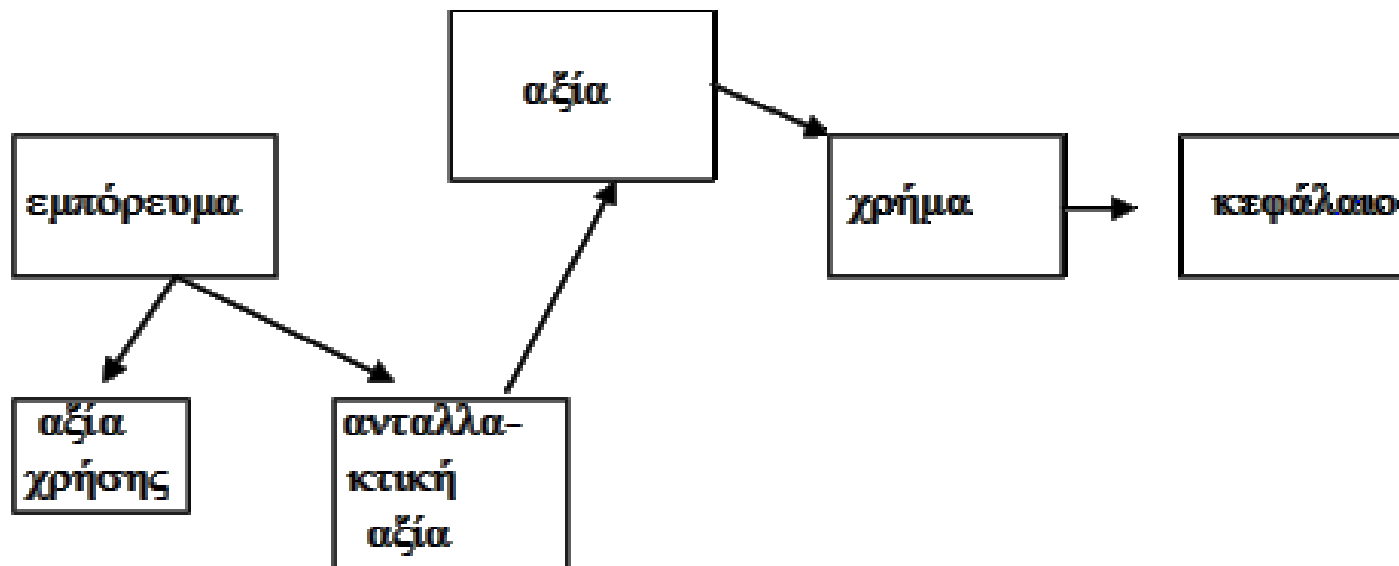 αξία
εμπόρευμα
χρήμα
κεφάλαιο
αξία
χρήσης
ανταλλα-
κτική
αξία